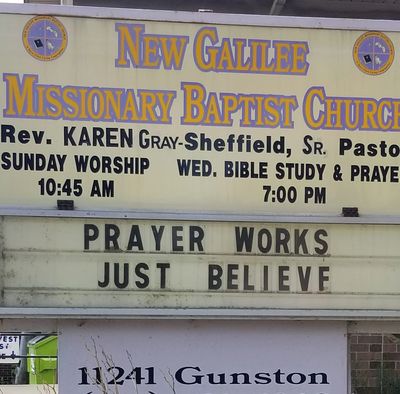 New Galilee
Missionary Baptist Church
Rev. KAREN GRAY-Sheffield, SR. Pasto
SUNDAY WORSHIP WED. BIBLE STUDY & PRAYE
10:45 AM 7:00 PM
PRAYER WORKS
JUST BELIEVE
11241 Gunston